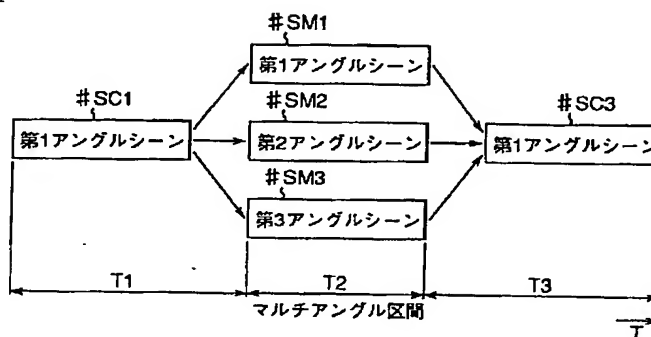 #SM1
第1アングルシーン
#SC1
#SM2
#SC3
第1アングルシーン
第2アングルシーン
第1アングルシーン
#SM3
第3アングルシーン
T1
T2
T3
マルチアングル区間
T